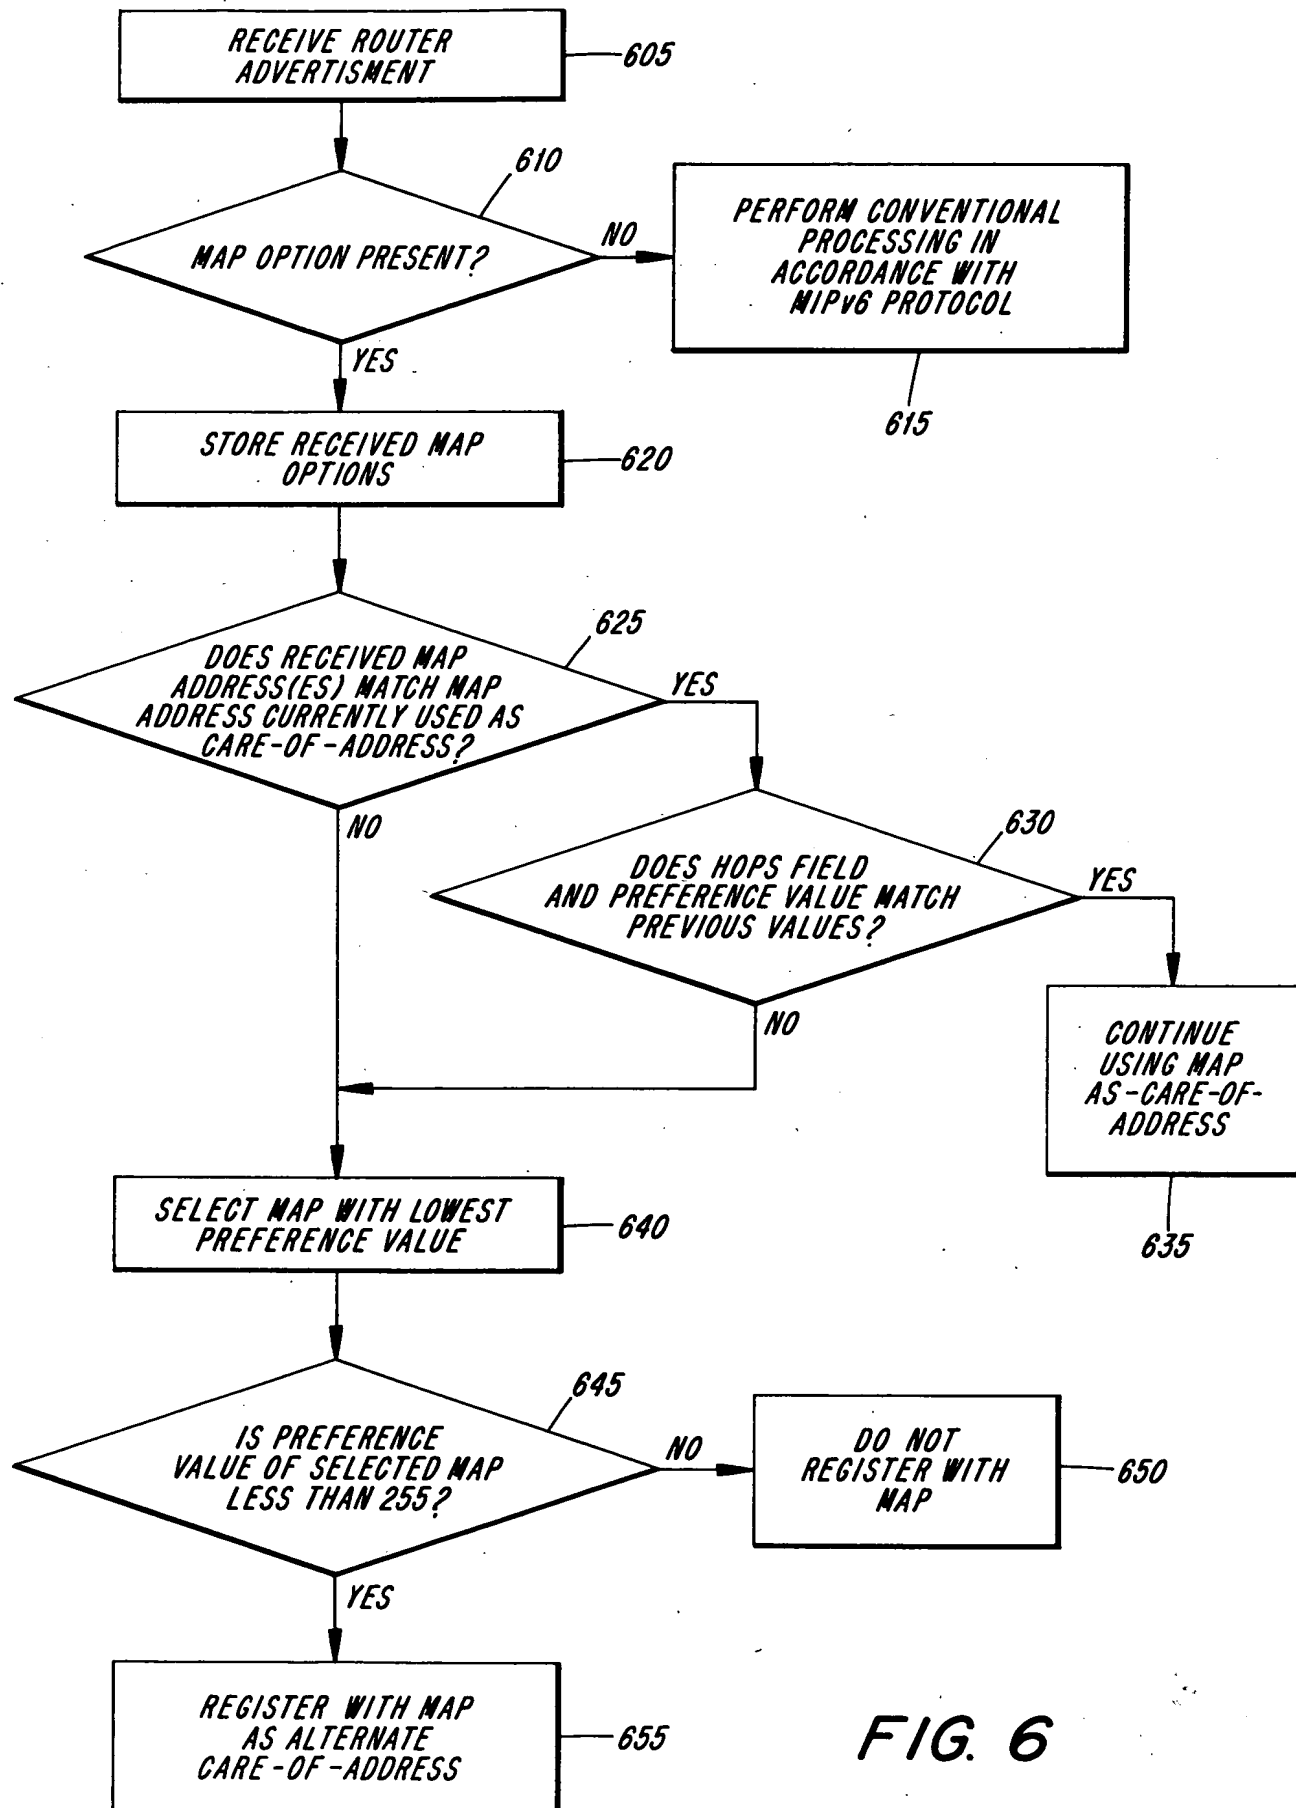 RECEIVE ROUTER
ADVERTISMENT
605
610
MAP OPTION PRESENT?
NO
PERFORM CONVENTIONAL
PROCESSING IN
ACCORDANCE WITH
MIPv6 PROTOCOL
615
YES
STORE RECEIVED MAP
OPTIONS
620
625
DOES RECEIVED MAP
ADDRESS(ES) MATCH MAP
ADDRESS CURRENTLY USED AS
CARE-OF-ADDRESS?
YES
NO
630
DOES HOPS FIELD
AND PREFERENCE VALUE MATCH
PREVIOUS VALUES?
YES
NO
CONTINUE
USING MAP
AS-CARE-OF-
ADDRESS
635
SELECT MAP WITH LOWEST
PREFERENCE VALUE
640
645
IS PREFERENCE
VALUE OF SELECTED MAP
LESS THAN 255?
NO
DO NOT
REGISTER WITH
MAP
650
YES
REGISTER WITH MAP
AS ALTERNATE
CARE-OF-ADDRESS
655
FIG. 6